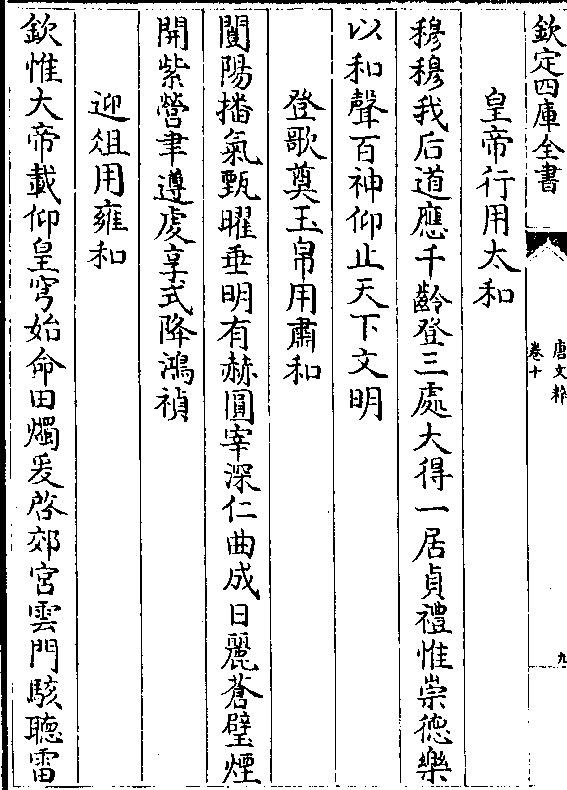 欽定四庫全書
唐文粹
卷十
九
皇帝行用太和
穆穆我后道應千齡登三處大得一居貞禮惟崇德樂
以和聲百神仰止天下文明
登歌奠玉帛用肅和
闓陽播氣甄曜垂明有赫圓宰深仁曲成日麗蒼璧煙
開紫營聿遵虔享式降鴻禎
迎俎用雍和
欽惟大帝載仰皇穹始命田燭爰啓郊宮雲門駭聽雷